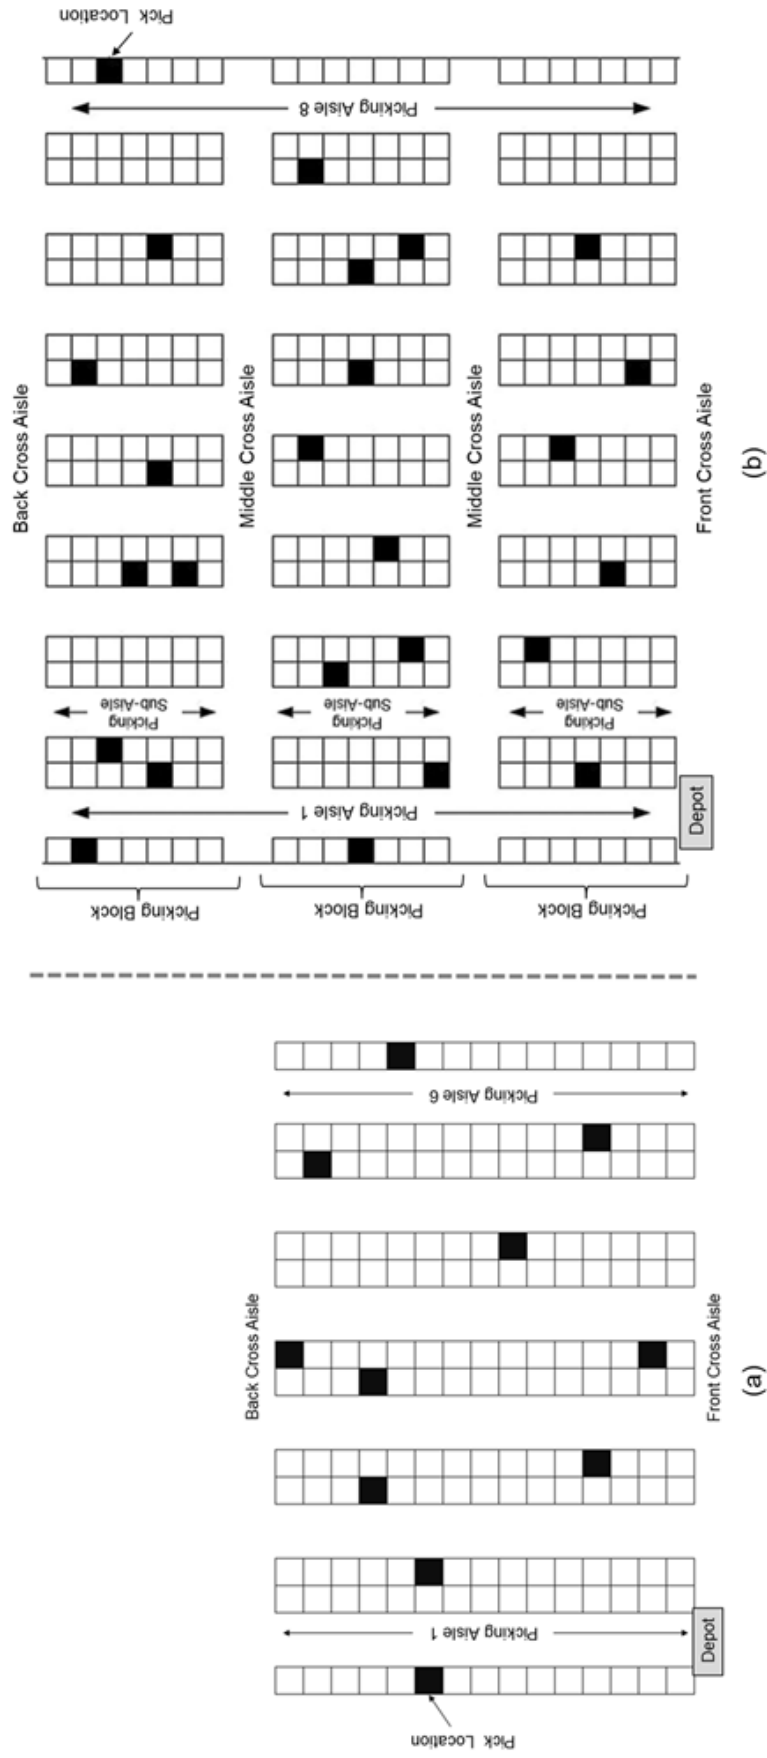 Pick Location
Back Cross Aisle
Picking Aisle 1
Picking Aisle 6
Depot
Front Cross Aisle
(a)
Back Cross Aisle
Pick Location
Picking Block
Picking
Sub-Aisle
Middle Cross Aisle
Picking Block
Picking Aisle 1
Picking
Sub-Aisle
Picking Aisle 8
Middle Cross Aisle
Picking Block
Picking
Sub-Aisle
Depot
Front Cross Aisle
(b)